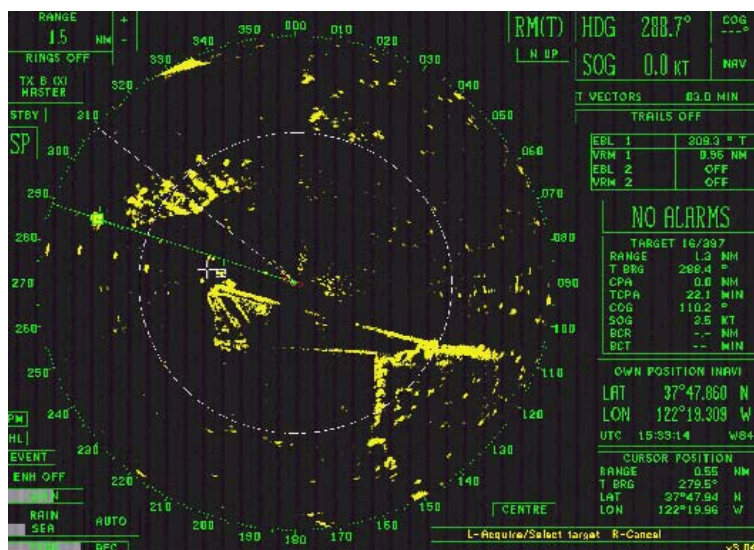 RANGE
1.5 NM
+
-
RINGS OFF
TX B (X)
MASTER
STBY
SP
RM(T)
N UP
HDG 288.7°
SOG 0.0 KT
COG
---°
NAV
T VECTORS 03.0 MIN
TRAILS OFF
EBL 1 309.3 ° T
VRM 1 0.95 NM
EBL 2 OFF
VRM 2 OFF
NO ALARMS
TARGET 16/397
RANGE 1.3 NM
T BRG 288.4 °
CPA 0.0 NM
TCPA 22.1 MIN
COG 110.2 °
SOG 3.5 KT
BCR -.- NM
BCT -- MIN
OWN POSITION (NAV)
LAT 37°47.860 N
LON 122°19.309 W
UTC 15:39:14 W84
CURSOR POSITION
RANGE 0.55 NM
T BRG 279.5°
LAT 37°47.94 N
LON 122°19.96 W
000
010
020
030
040
050
060
070
080
090
100
110
120
130
140
150
160
170
180
190
200
210
220
230
240
250
260
270
280
290
300
310
320
330
340
PM
HL
EVENT
ENH OFF
GAIN
RAIN
SEA
AUTO
REC
CENTRE
L-Acquire/Select target R-Cancel